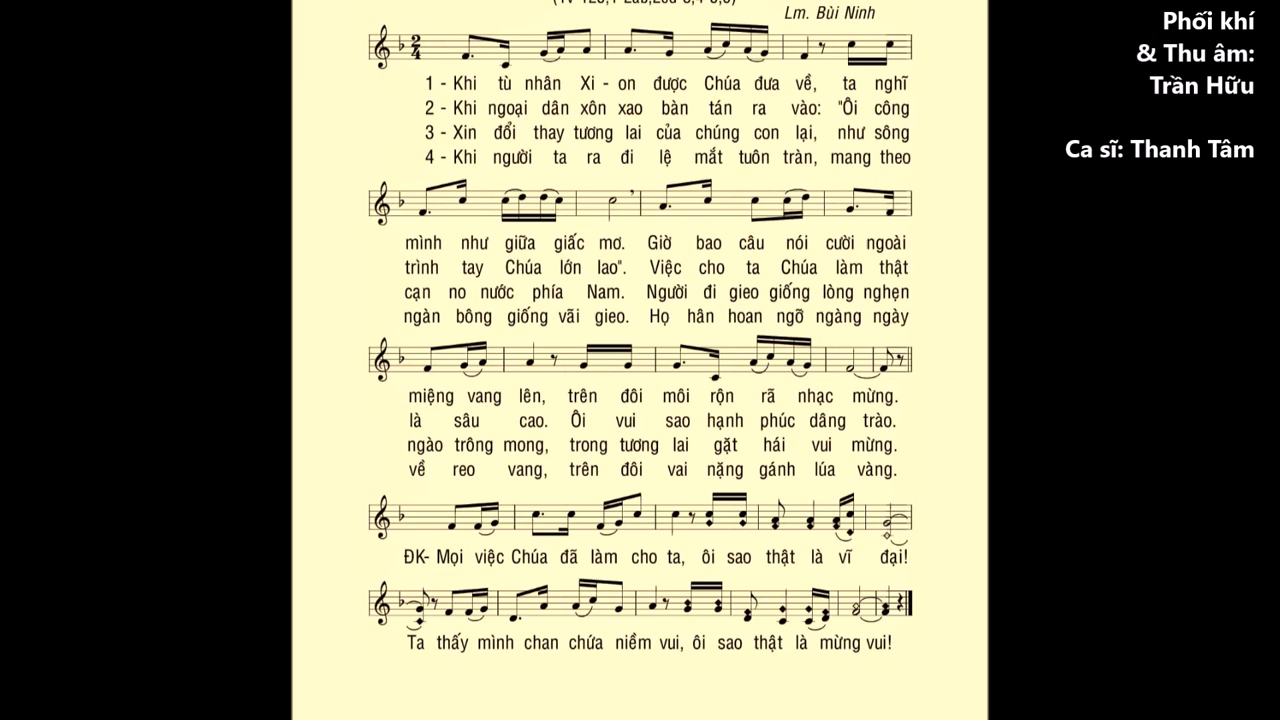 Lm. Bùi Ninh
Phối khí
& Thu âm:
Trần Hữu
Ca sĩ: Thanh Tâm
1 - Khi tù nhân Xi - on được Chúa đưa về, ta nghĩ
2 - Khi ngoại dân xôn xao bàn tán ra vào: "Ôi công
3 - Xin đổi thay tương lai của chúng con lại, như sông
4 - Khi người ta ra đi lệ mắt tuôn tràn, mang theo
mình như giữa giấc mơ. Giờ bao câu nói cười ngoài
trình tay Chúa lớn lao". Việc cho ta Chúa làm thật
cạn no nước phía Nam. Người đi gieo giống lòng nghẹn
ngàn bông giống vãi gieo. Họ hân hoan ngỡ ngàng ngày
miệng vang lên, trên đôi môi rộn rã nhạc mừng.
là sâu cao. Ôi vui sao hạnh phúc dâng trào.
ngào trông mong, trong tương lai gặt hái vui mừng.
về reo vang, trên đôi vai nặng gánh lúa vàng.
ĐK- Mọi việc Chúa đã làm cho ta, ôi sao thật là vĩ đại!
Ta thấy mình chan chứa niềm vui, ôi sao thật là mừng vui!